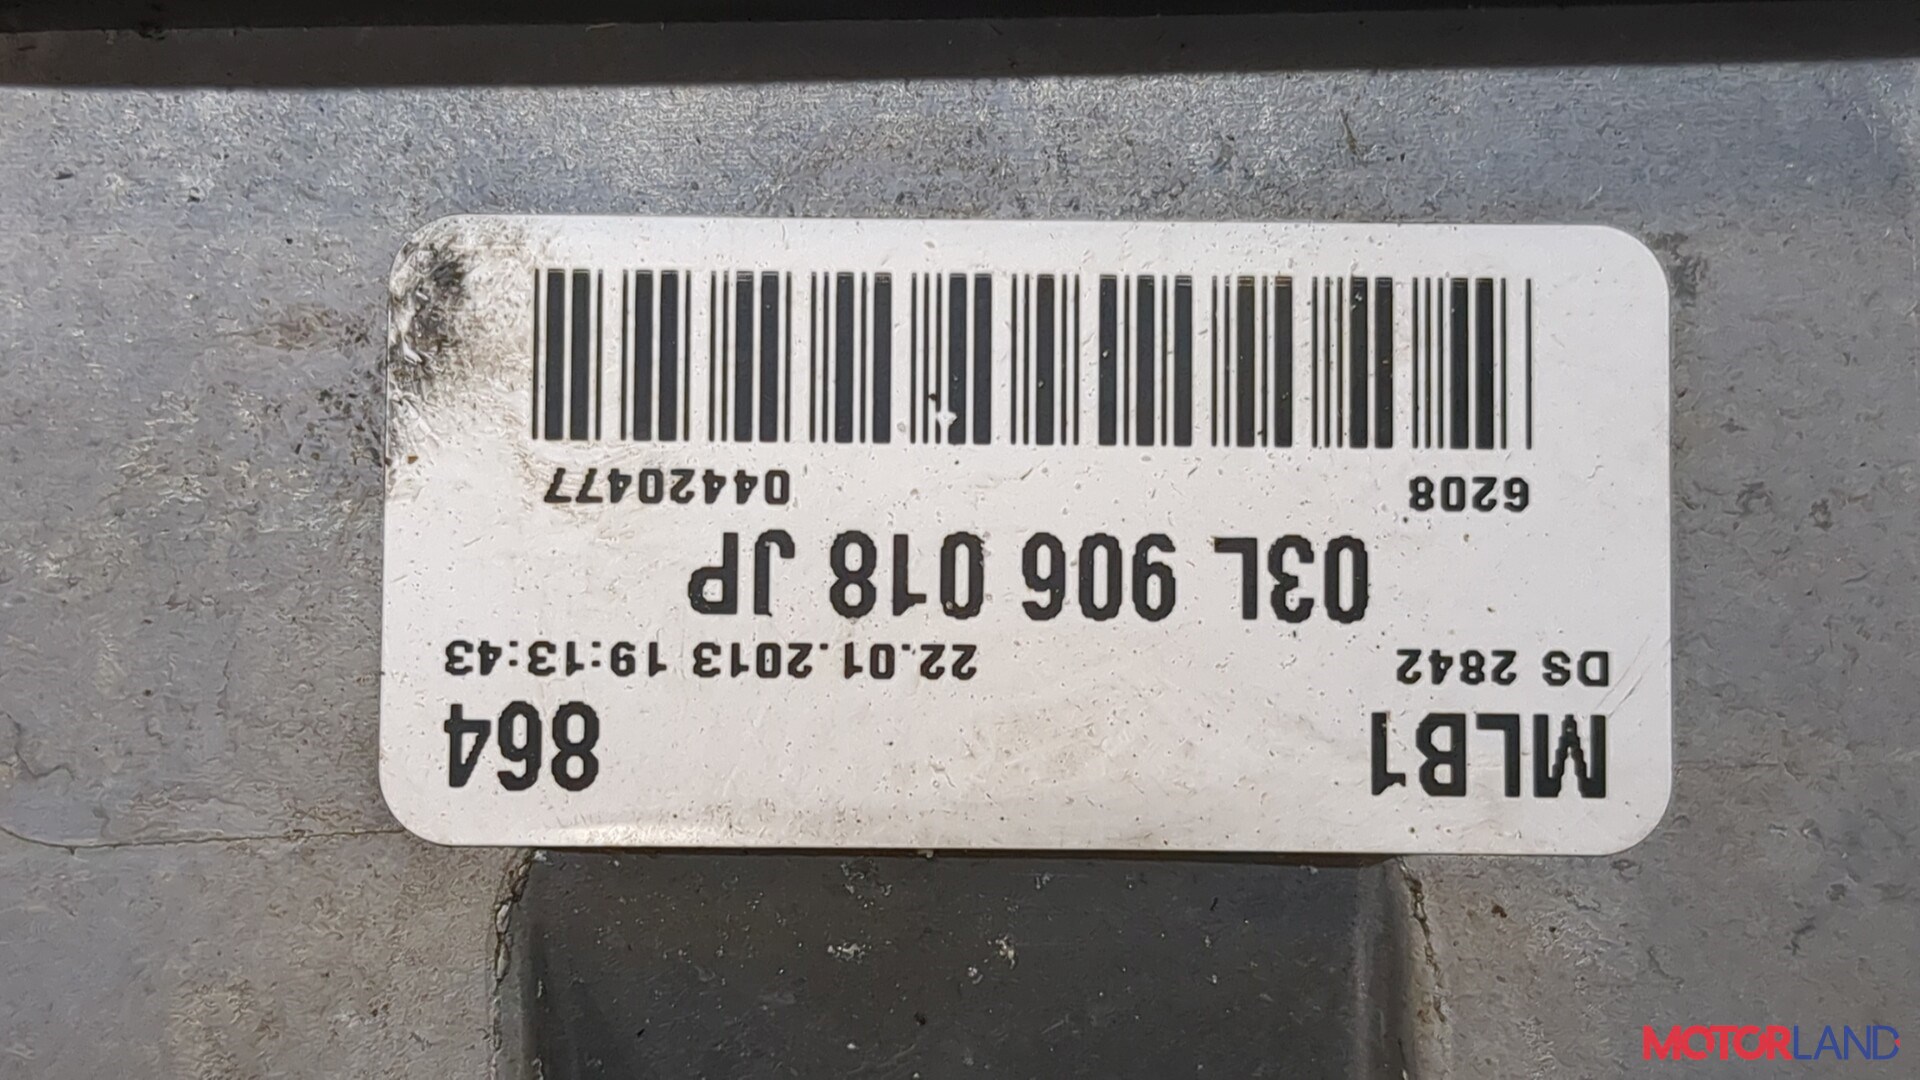 MLB1 864
DS 2842 22.01.2013 19:13:43
03L 906 018 JP
6208 04420477
MOTORLAND